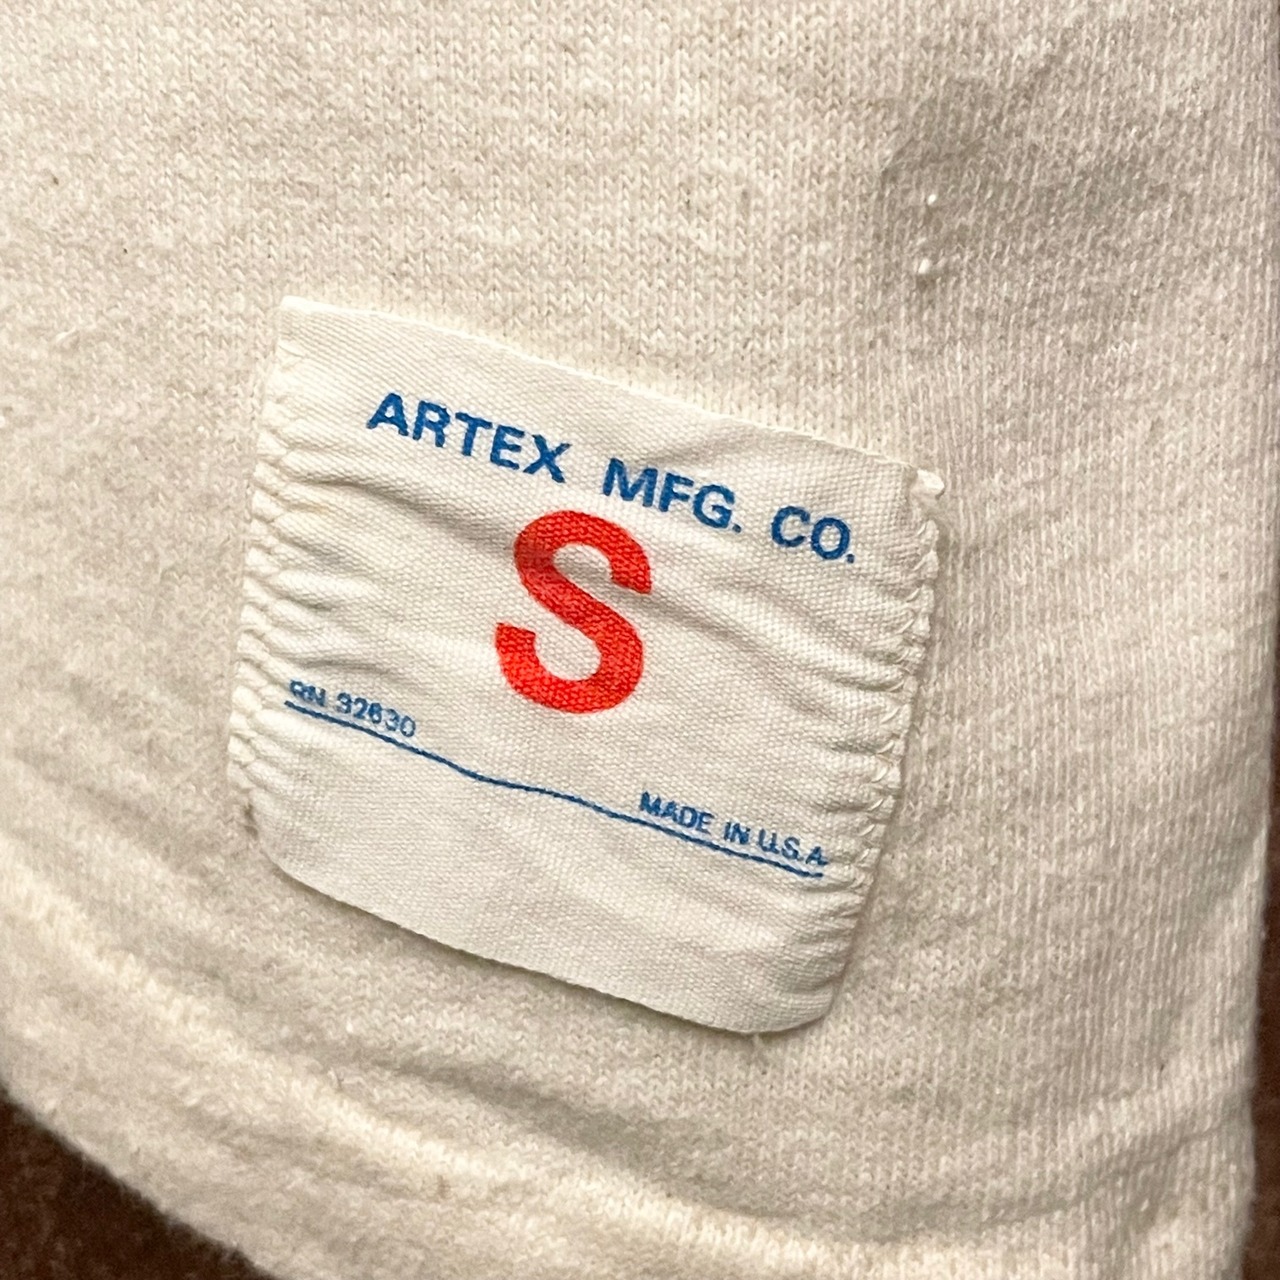 ARTEX MFG. CO.
S
RN 32630
MADE IN U.S.A.